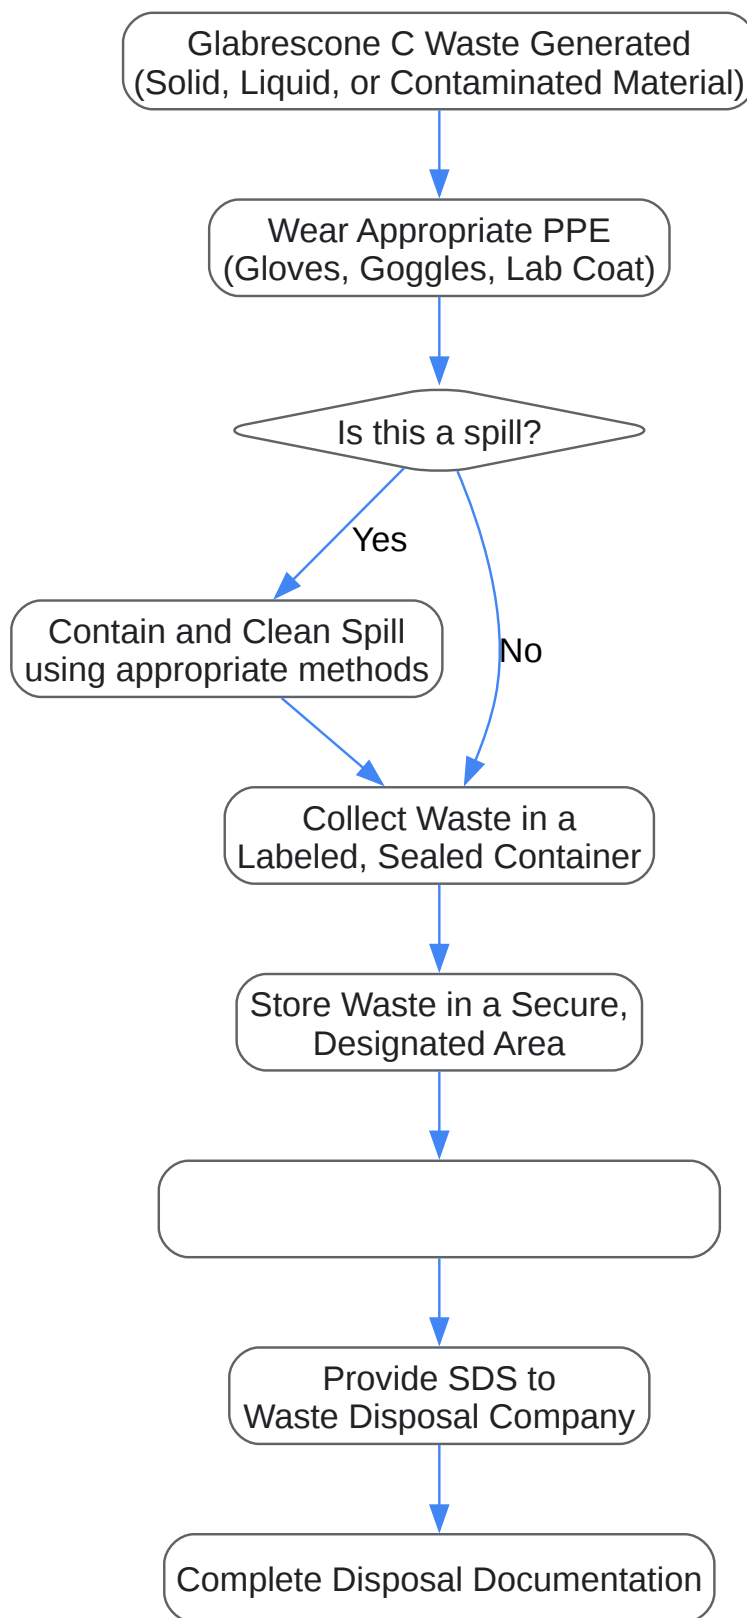 Glabrescone C Waste Generated
(Solid, Liquid, or Contaminated Material)
Wear Appropriate PPE
(Gloves, Goggles, Lab Coat)
Is this a spill?
Yes
Contain and Clean Spill
using appropriate methods
No
Collect Waste in a
Labeled, Sealed Container
Store Waste in a Secure,
Designated Area
Provide SDS to
Waste Disposal Company
Complete Disposal Documentation